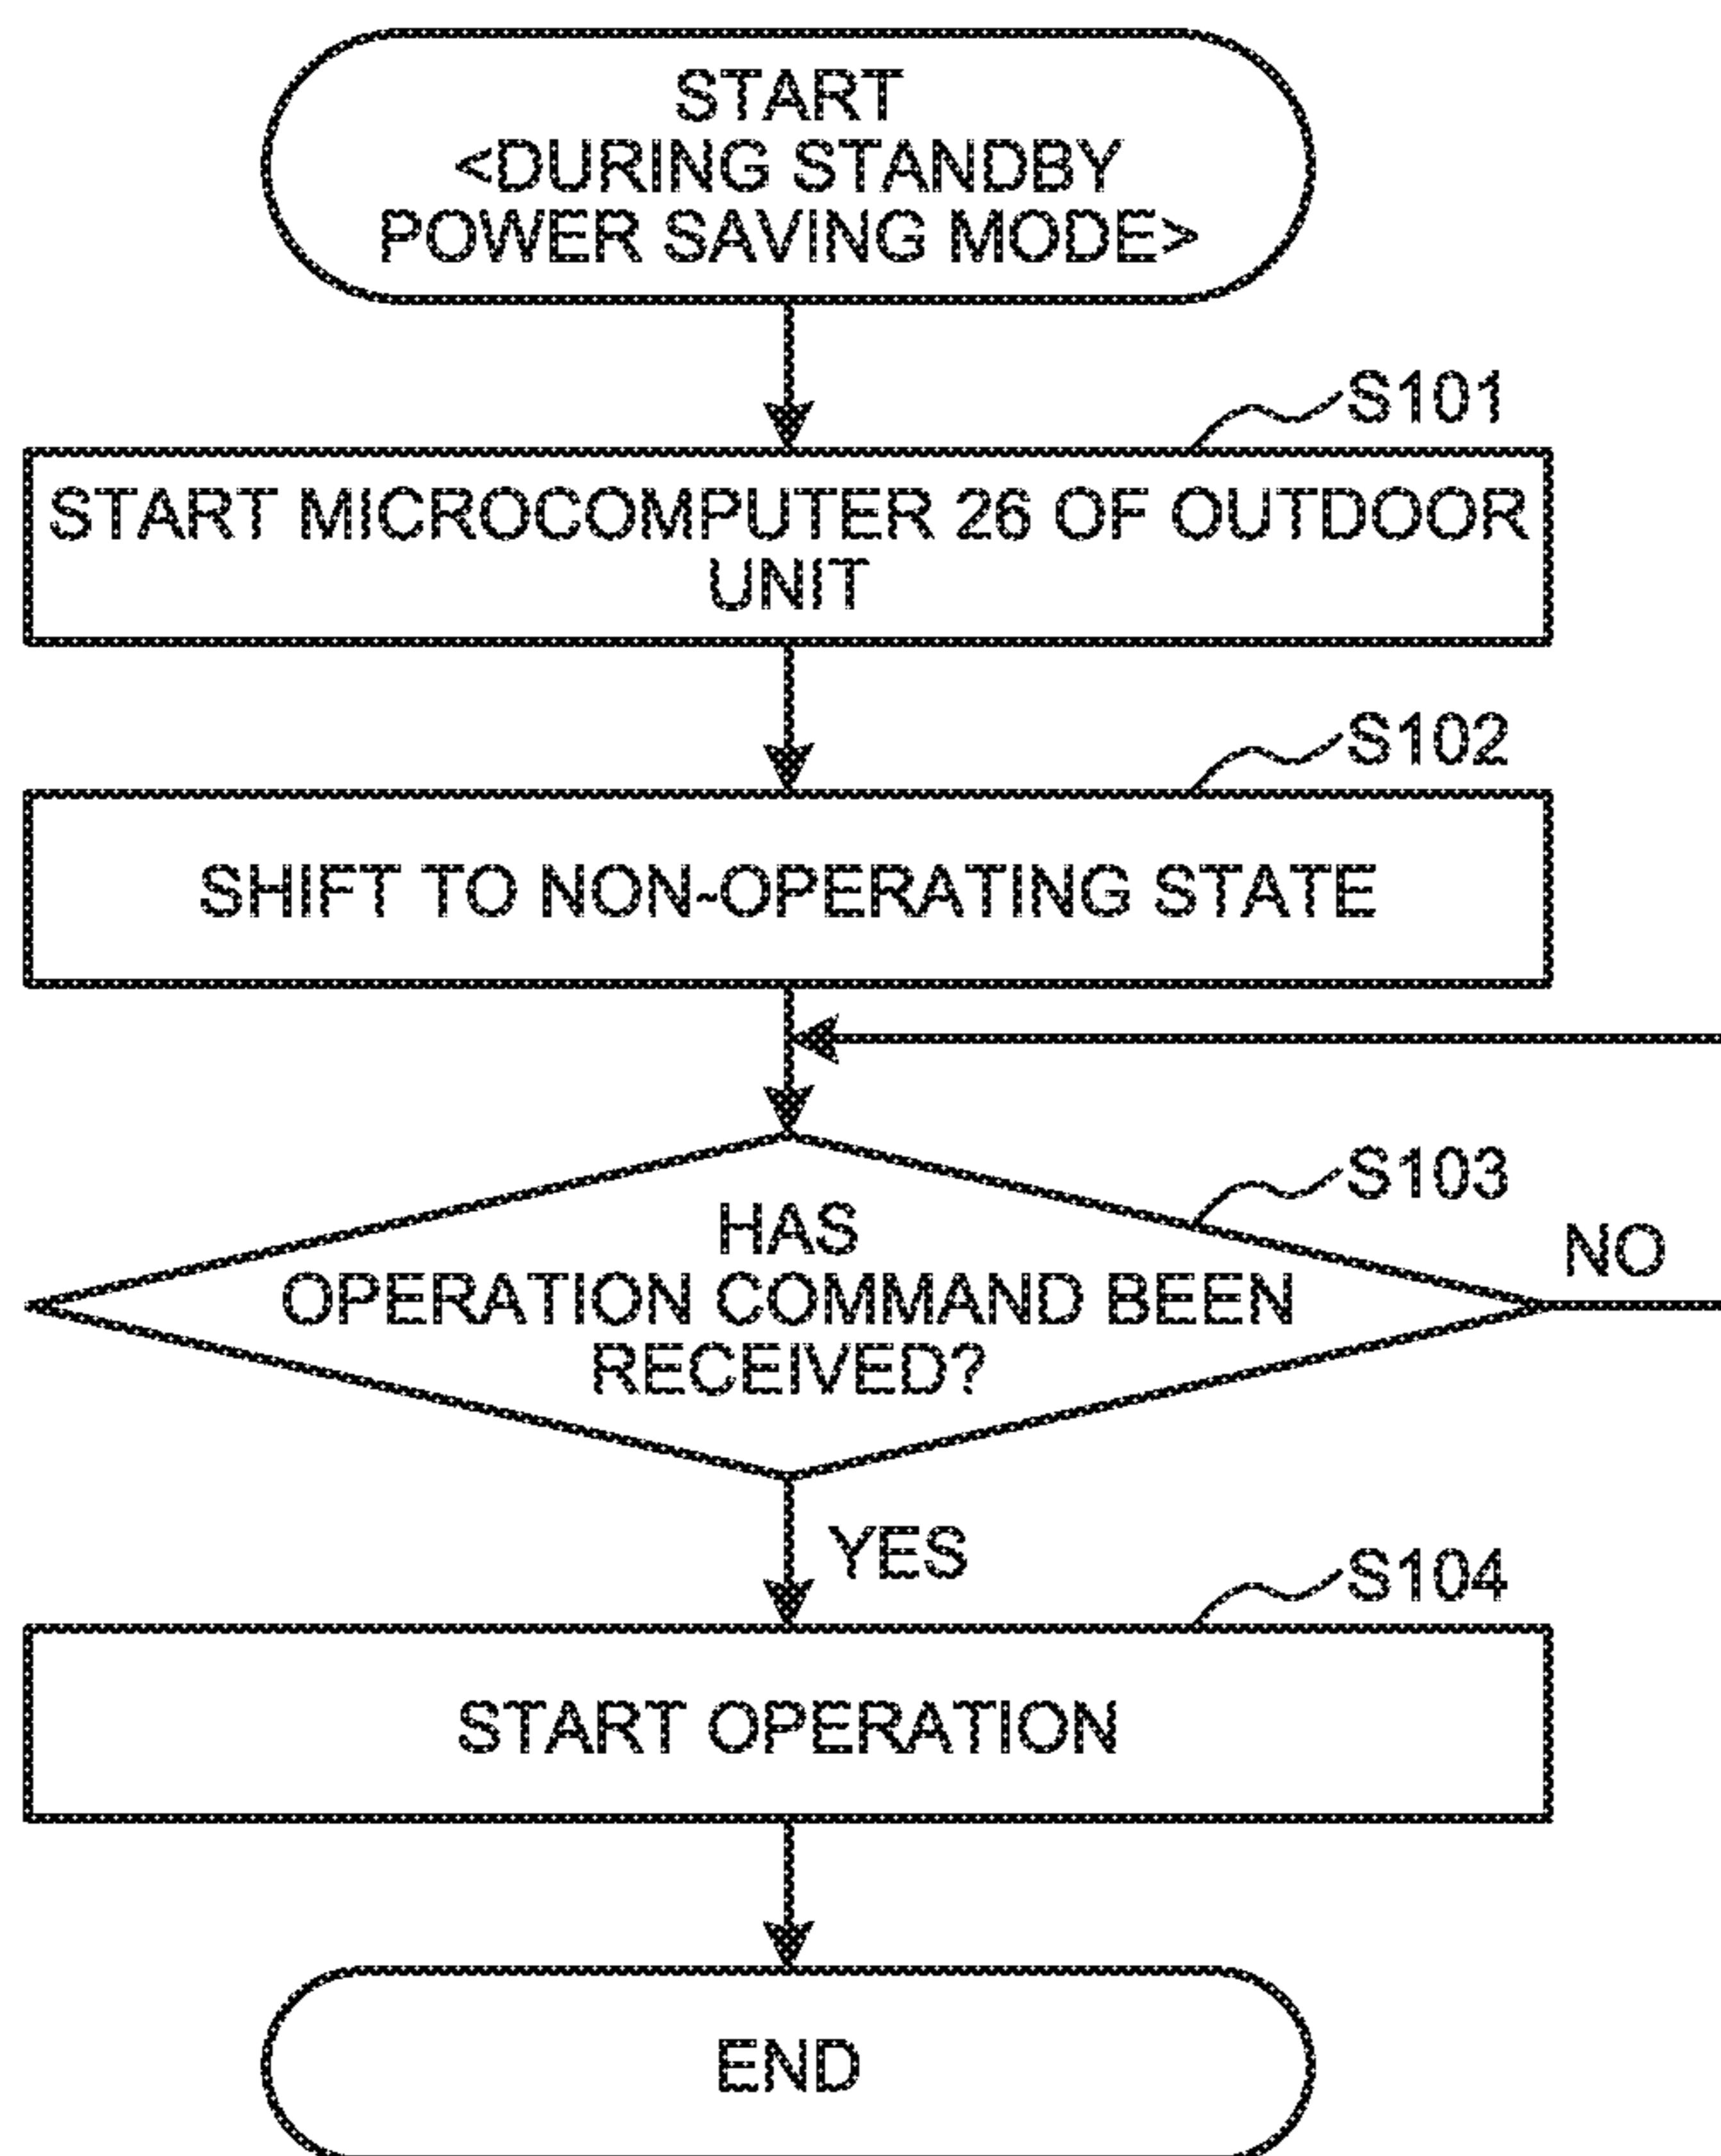 START
<DURING STANDBY
POWER SAVING MODE>
S101
START MICROCOMPUTER 26 OF OUTDOOR
UNIT
S102
SHIFT TO NON-OPERATING STATE
S103
HAS
OPERATION COMMAND BEEN
RECEIVED?
NO
YES
S104
START OPERATION
END